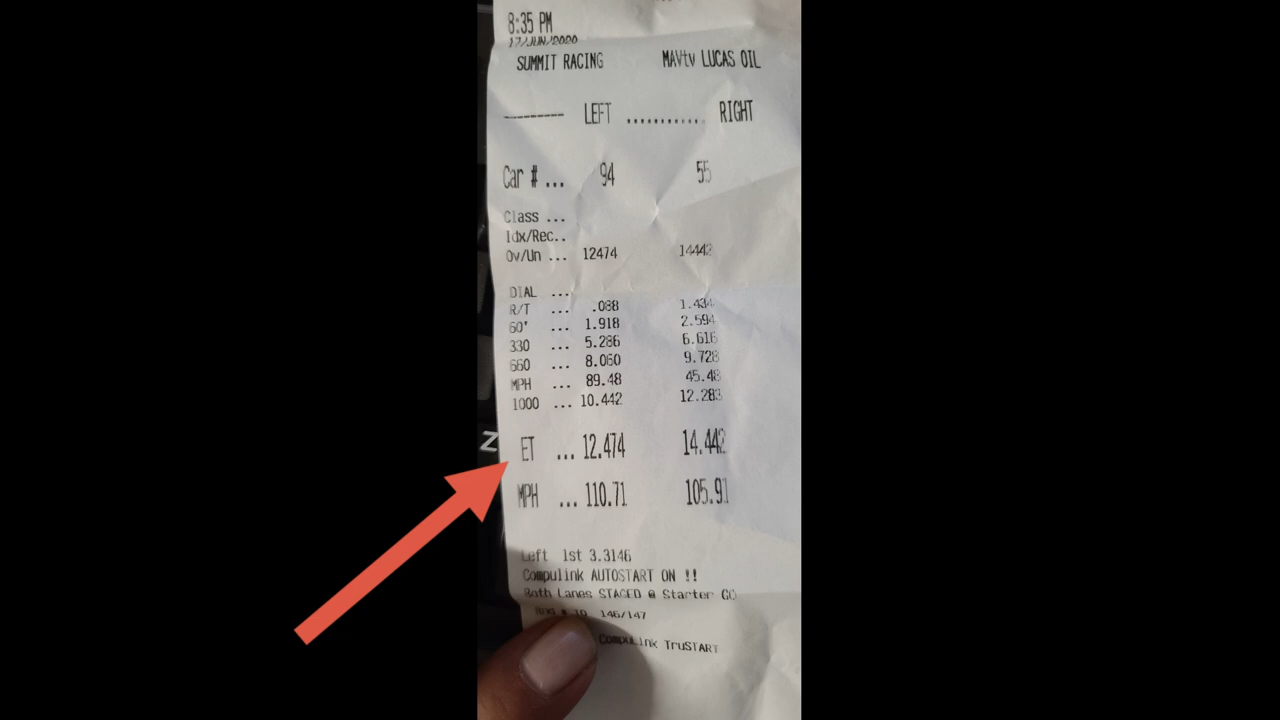 8:35 PM
17/JUN/2020
SUMMIT RACING MAVtv LUCAS OIL
--------- LEFT ........... RIGHT
Car # ... 94 55
Class ...
Idx/Rec..
Ov/Un ... 12474 14442
DIAL ...
R/T ... .088 1.434
60' ... 1.918 2.594
330 ... 5.286 6.616
660 ... 8.060 9.728
MPH ... 89.48 45.48
1000 ... 10.442 12.283
ET ... 12.474 14.442
MPH ... 110.71 105.91
Z
Left 1st 3.3146
Compulink AUTOSTART ON !!
Both Lanes STAGED @ Starter GO
146/147
CompuLink TruSTART